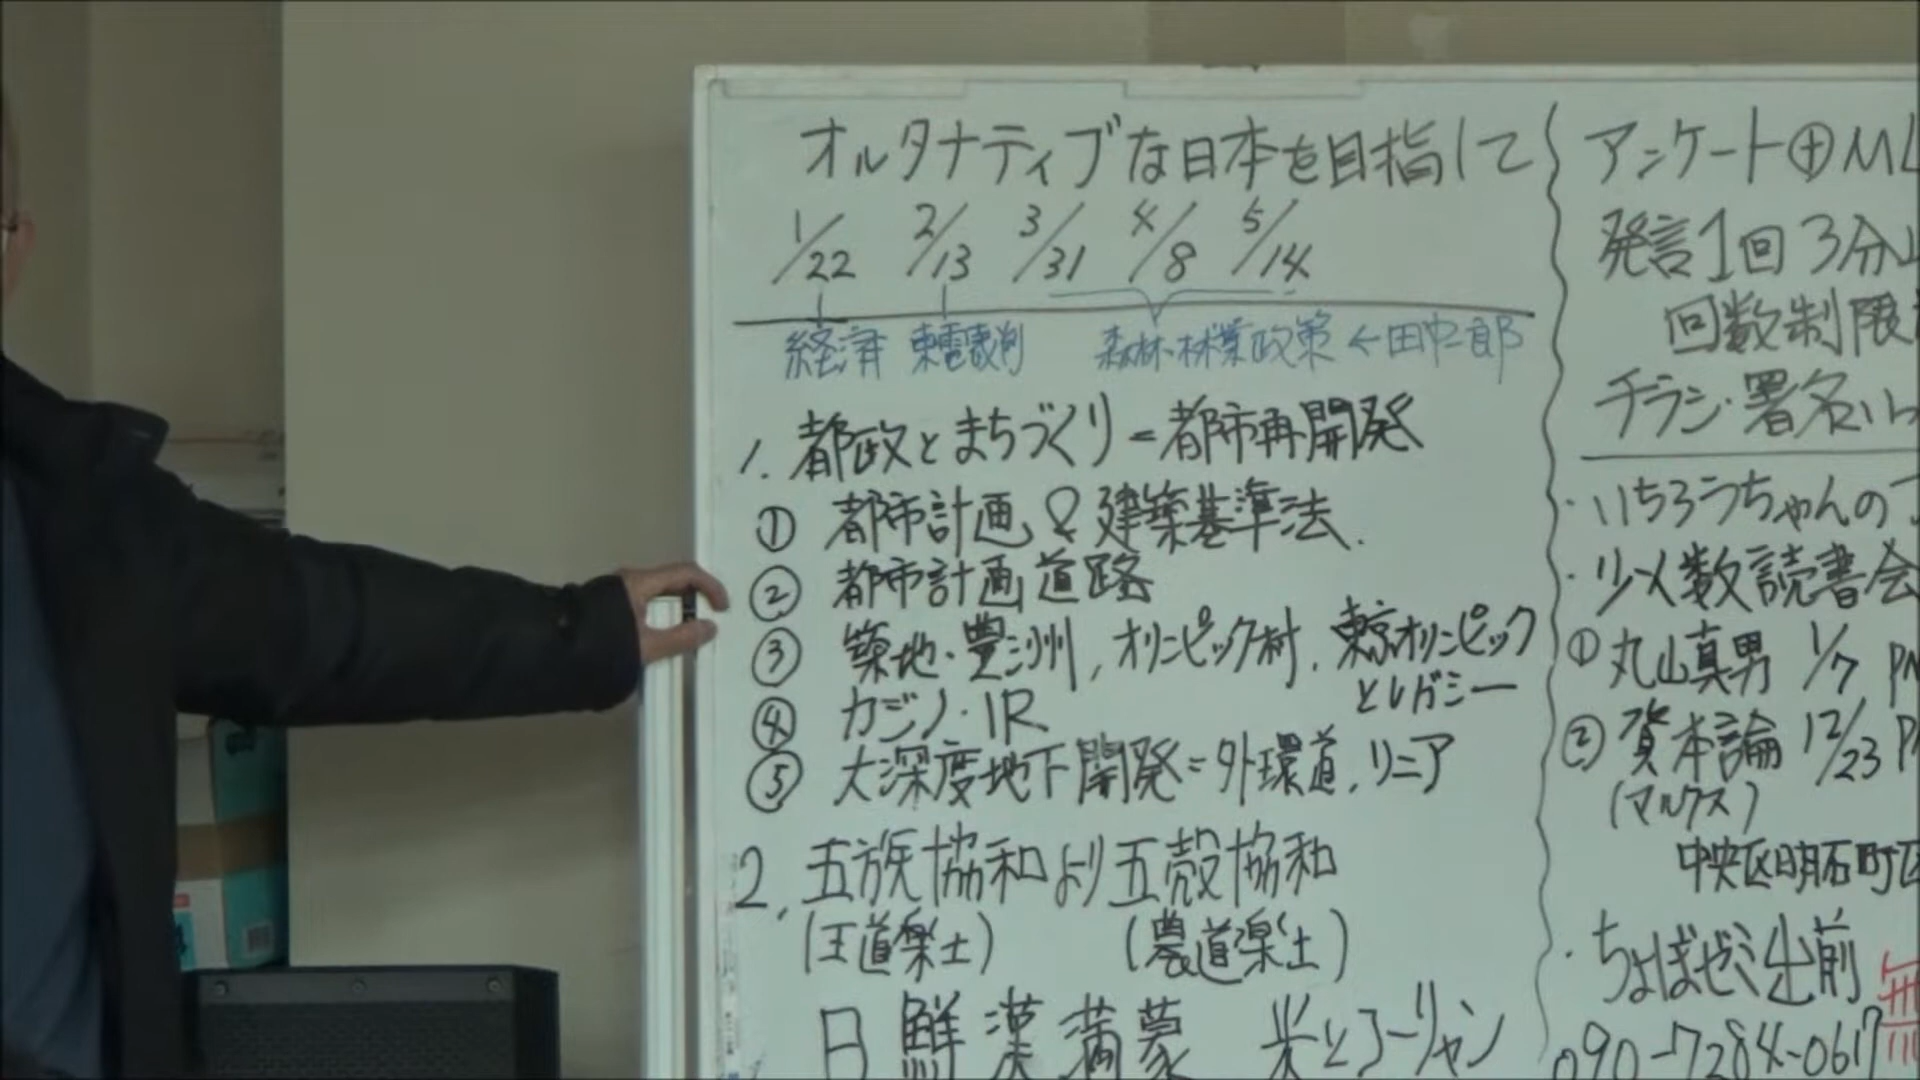 オルタナティブな日本を目指して
1/22 2/13 3/31 4/8 5/14
経済 東電裁判 森林・林業政策 ←田中一郎
1. 都政とまちづくり=都市再開発
① 都市計画 & 建築基準法.
② 都市計画道路
③ 築地・豊洲, オリンピック村, 東京オリンピック
とレガシー
④ カジノ・IR
⑤ 大深度地下開発=外環道, リニア
2. 五族協和より五殻協和
(王道楽土) (農道楽土)
日 鮮 漢 満 蒙 米と
アンケート⊕ML
発言1回3分以
回数制限
チラシ・署名いっ
・いちろうちゃんのブ
・少人数読書会
① 丸山真男 1/7 PM
② 資本論 12/23 PM
(マルクス)
中央区明石町区
・ちょぼゼミ出前
090-7284-0617